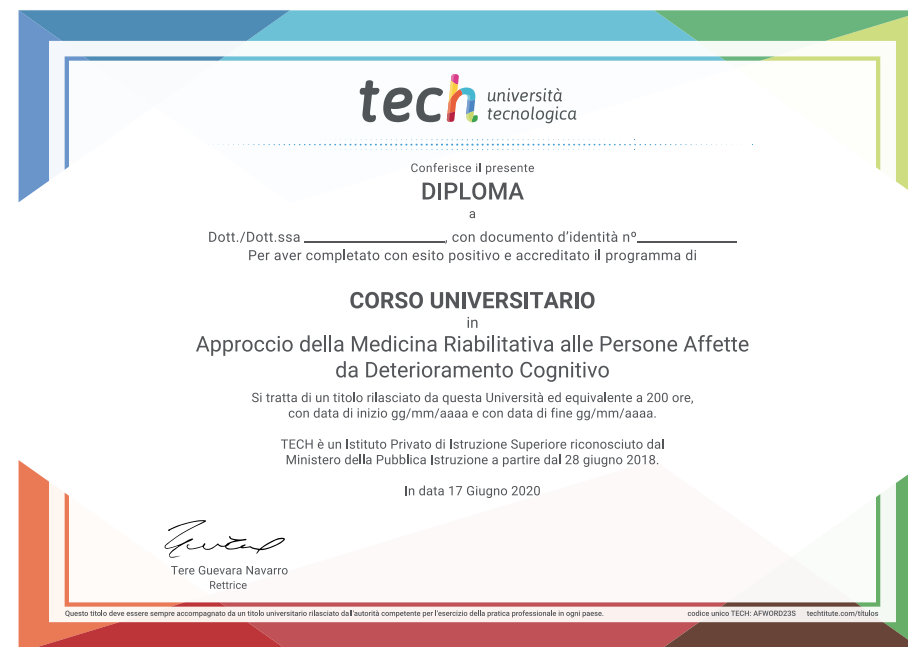 tech università
tecnologica
Conferisce il presente
DIPLOMA
a
Dott./Dott.ssa ____________________, con documento d'identità nº______________
Per aver completato con esito positivo e accreditato il programma di
CORSO UNIVERSITARIO
in
Approccio della Medicina Riabilitativa alle Persone Affette
da Deterioramento Cognitivo
Si tratta di un titolo rilasciato da questa Università ed equivalente a 200 ore,
con data di inizio gg/mm/aaaa e con data di fine gg/mm/aaaa.
TECH è un Istituto Privato di Istruzione Superiore riconosciuto dal
Ministero della Pubblica Istruzione a partire dal 28 giugno 2018.
In data 17 Giugno 2020
Tere Guevara Navarro
Rettrice
Questo titolo deve essere sempre accompagnato da un titolo universitario rilasciato dall'autorità competente per l'esercizio della pratica professionale in ogni paese. codice unico TECH: AFWORD23S techtitute.com/titulos